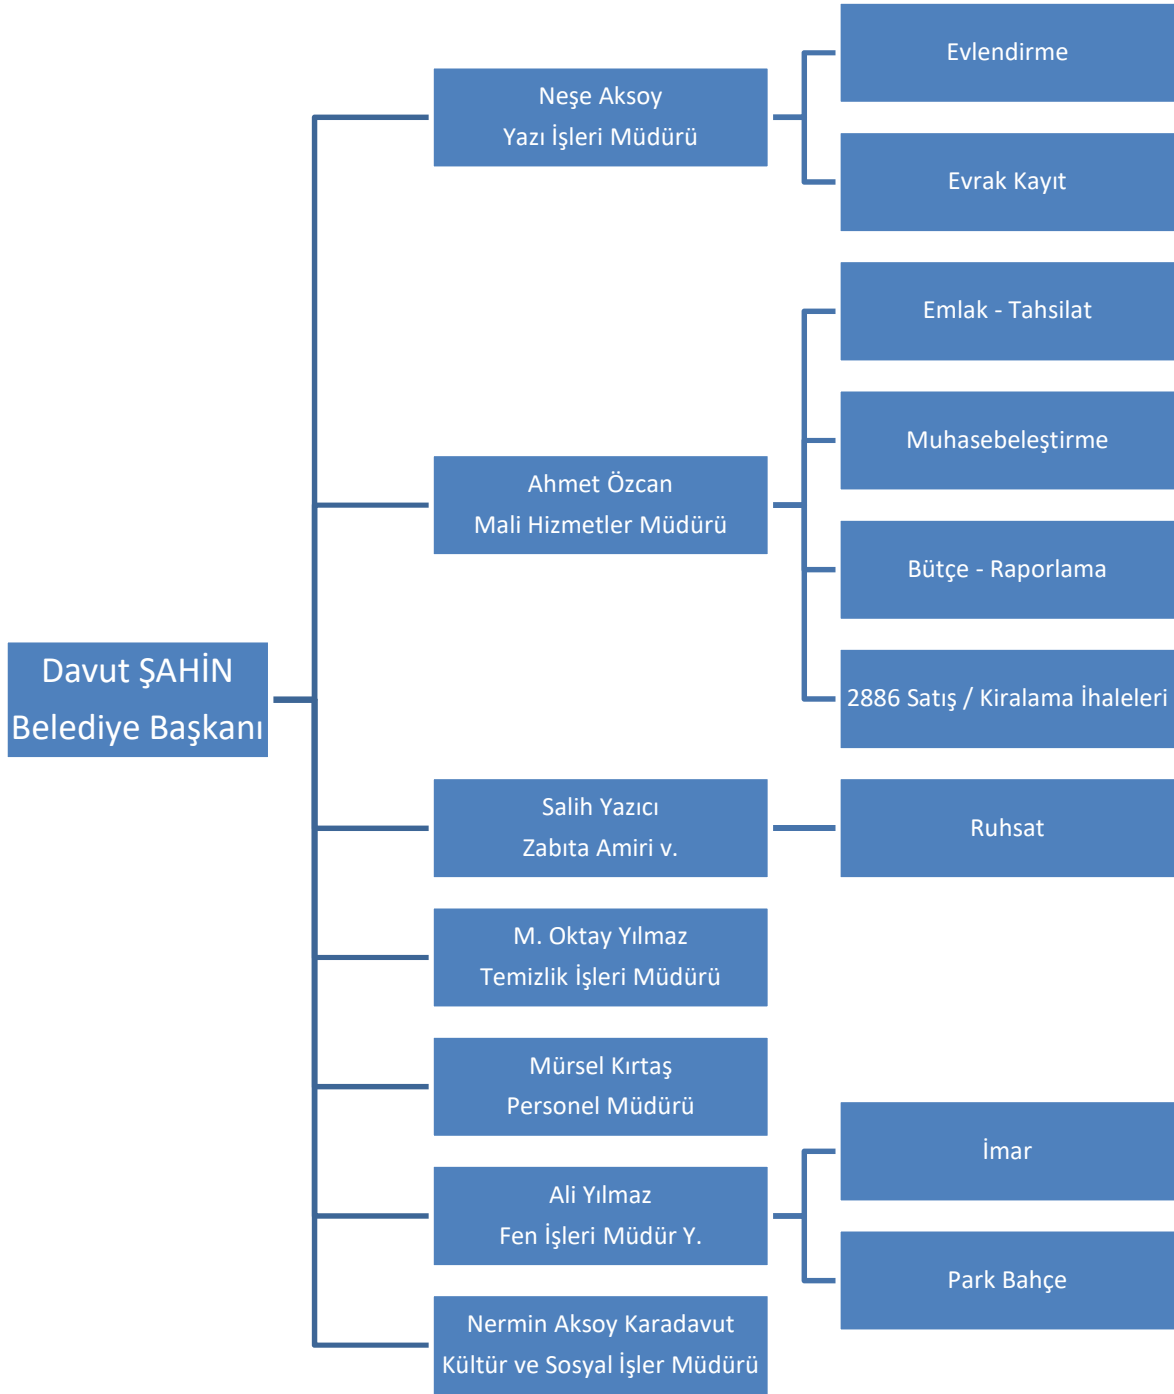 Davut ŞAHİN
Belediye Başkanı
Neşe Aksoy
Yazı İşleri Müdürü
Evlendirme
Evrak Kayıt
Ahmet Özcan
Mali Hizmetler Müdürü
Emlak - Tahsilat
Muhasebeleştirme
Bütçe - Raporlama
2886 Satış / Kiralama İhaleleri
Salih Yazıcı
Zabıta Amiri v.
Ruhsat
M. Oktay Yılmaz
Temizlik İşleri Müdürü
Mürsel Kırtaş
Personel Müdürü
Ali Yılmaz
Fen İşleri Müdür Y.
İmar
Park Bahçe
Nermin Aksoy Karadavut
Kültür ve Sosyal İşler Müdürü